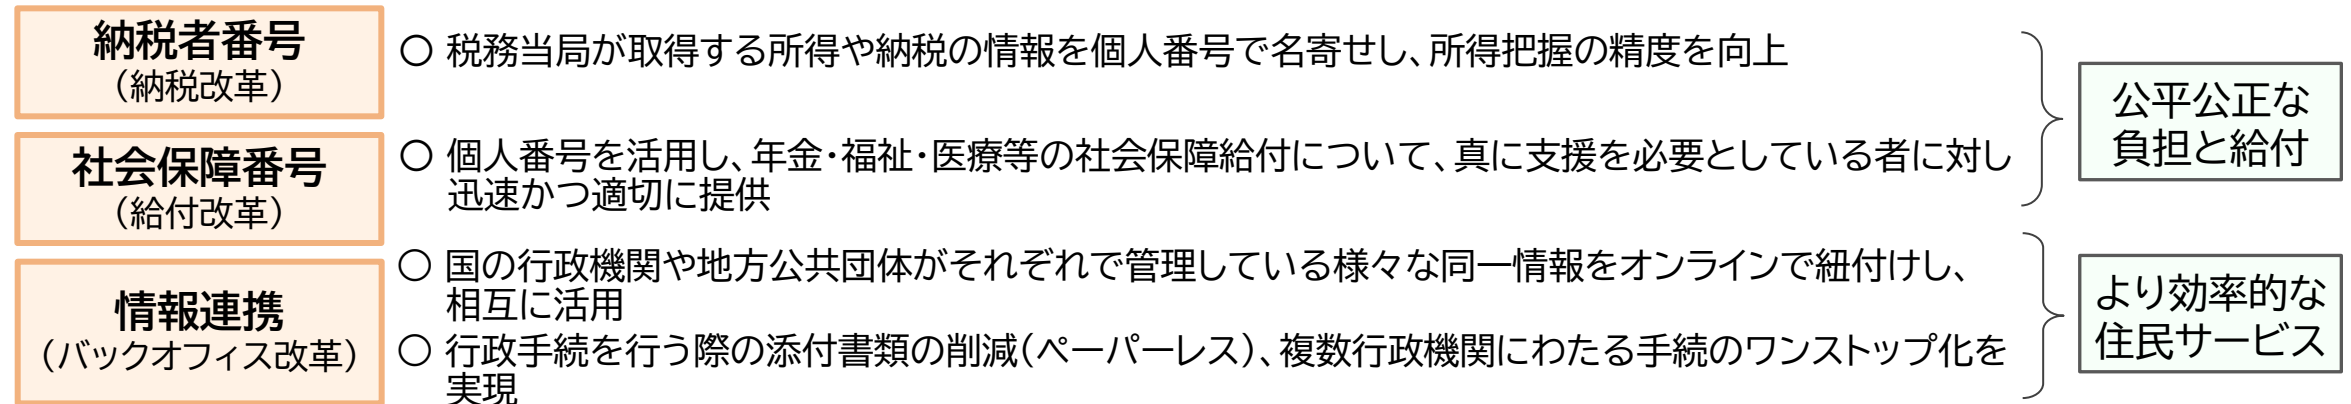 納税者番号
（納税改革）
〇 税務当局が取得する所得や納税の情報を個人番号で名寄せし、所得把握の精度を向上
社会保障番号
（給付改革）
〇 個人番号を活用し、年金・福祉・医療等の社会保障給付について、真に支援を必要としている者に対し
迅速かつ適切に提供
公平公正な
負担と給付
情報連携
（バックオフィス改革）
〇 国の行政機関や地方公共団体がそれぞれで管理している様々な同一情報をオンラインで紐付けし、
相互に活用
〇 行政手続を行う際の添付書類の削減（ペーパーレス）、複数行政機関にわたる手続のワンストップ化を
実現
より効率的な
住民サービス